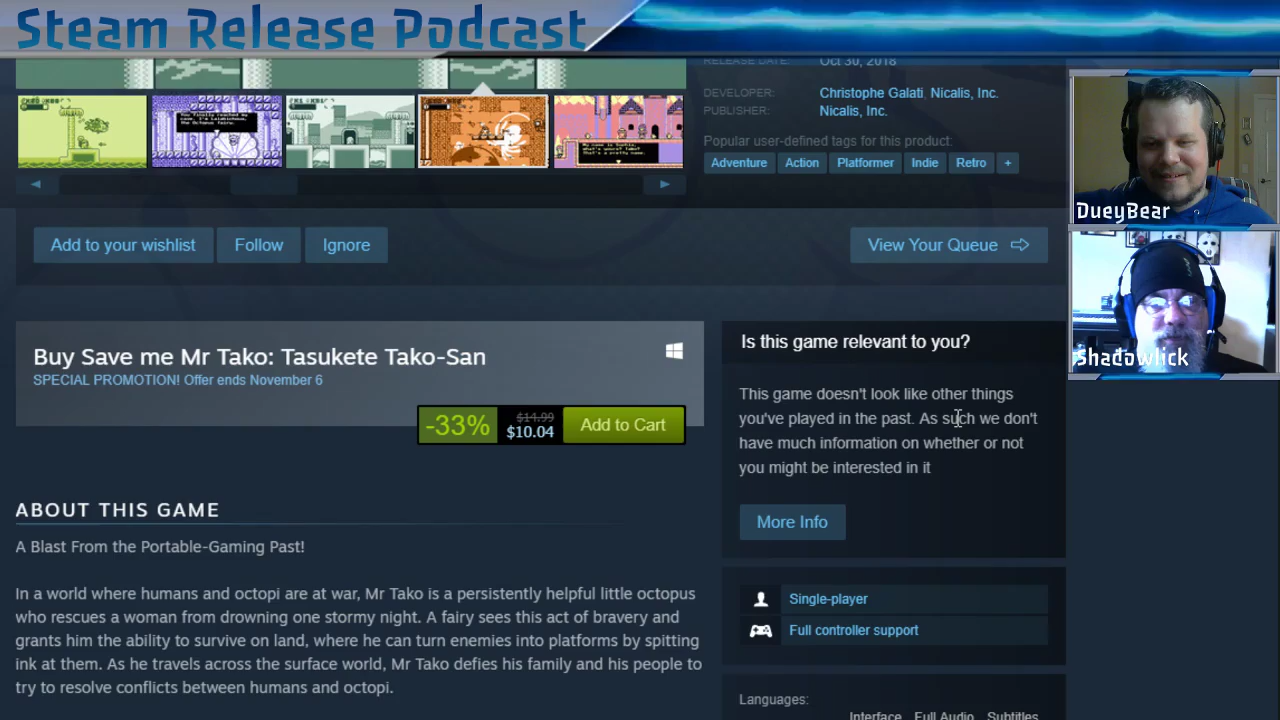 Steam Release Podcast
RELEASE DATE: Oct 30, 2018
DEVELOPER: Christophe Galati, Nicalis, Inc.
PUBLISHER: Nicalis, Inc.
Popular user-defined tags for this product:
Adventure Action Platformer Indie Retro +
DueyBear
Add to your wishlist Follow Ignore View Your Queue
Shadowlick
Buy Save me Mr Tako: Tasukete Tako-San
SPECIAL PROMOTION! Offer ends November 6
-33% $14.99 $10.04 Add to Cart
Is this game relevant to you?
This game doesn't look like other things
you've played in the past. As such we don't
have much information on whether or not
you might be interested in it
More Info
ABOUT THIS GAME
A Blast From the Portable-Gaming Past!
In a world where humans and octopi are at war, Mr Tako is a persistently helpful little octopus
who rescues a woman from drowning one stormy night. A fairy sees this act of bravery and
grants him the ability to survive on land, where he can turn enemies into platforms by spitting
ink at them. As he travels across the surface world, Mr Tako defies his family and his people to
try to resolve conflicts between humans and octopi.
Single-player
Full controller support
Languages:
Interface Full Audio Subtitles